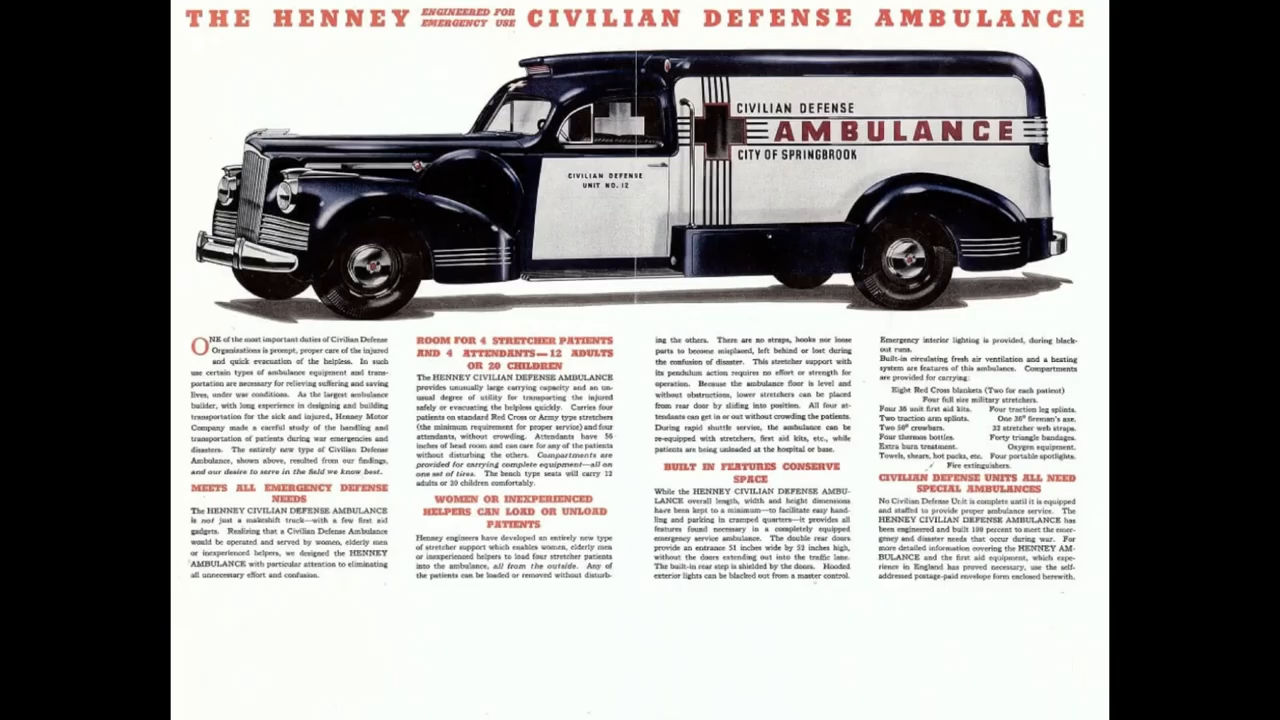 THE HENNEY ENGINEERED FOR EMERGENCY USE CIVILIAN DEFENSE AMBULANCE
CIVILIAN DEFENSE
AMBULANCE
CITY OF SPRINGBROOK
CIVILIAN DEFENSE
UNIT NO. 12
ONE of the most important duties of Civilian Defense
Organizations is prompt, proper care of the injured
and quick evacuation of the helpless. In such
use certain types of ambulance equipment and trans-
portation are necessary for relieving suffering and saving
lives, under war conditions. As the largest ambulance
builder, with long experience in designing and building
transportation for the sick and injured, Henney Motor
Company made a careful study of the handling and
transportation of patients during war emergencies and
disasters. The entirely new type of Civilian Defense
Ambulance, shown above, resulted from our findings,
and our desire to serve in the field we know best.
MEETS ALL EMERGENCY DEFENSE
NEEDS
The HENNEY CIVILIAN DEFENSE AMBULANCE
is not just a makeshift truck—with a few first aid
gadgets. Realizing that a Civilian Defense Ambulance
would be operated and served by women, elderly men
or inexperienced helpers, we designed the HENNEY
AMBULANCE with particular attention to eliminating
all unnecessary effort and confusion.
ROOM FOR 4 STRETCHER PATIENTS
AND 4 ATTENDANTS—12 ADULTS
OR 20 CHILDREN
The HENNEY CIVILIAN DEFENSE AMBULANCE
provides unusually large carrying capacity and an un-
usual degree of utility for transporting the injured
safely or evacuating the helpless quickly. Carries four
patients on standard Red Cross or Army type stretchers
(the minimum requirement for proper service) and four
attendants, without crowding. Attendants have 56
inches of head room and can care for any of the patients
without disturbing the others. Compartments are
provided for carrying complete equipment—all on
one set of tires. The bench type seats will carry 12
adults or 20 children comfortably.
WOMEN OR INEXPERIENCED
HELPERS CAN LOAD OR UNLOAD
PATIENTS
Henney engineers have developed an entirely new type
of stretcher support which enables women, elderly men
or inexperienced helpers to load four stretcher patients
into the ambulance, all from the outside. Any of
the patients can be loaded or removed without disturb-
ing the others. There are no straps, hooks nor loose
parts to become misplaced, left behind or lost during
the confusion of disaster. This stretcher support with
its pendulum action requires no effort or strength for
operation. Because the ambulance floor is level and
without obstructions, lower stretchers can be placed
from rear door by sliding into position. All four at-
tendants can get in or out without crowding the patients.
During rapid shuttle service, the ambulance can be
re-equipped with stretchers, first aid kits, etc., while
patients are being unloaded at the hospital or base.
BUILT IN FEATURES CONSERVE
SPACE
While the HENNEY CIVILIAN DEFENSE AMBU-
LANCE overall length, width and height dimensions
have been kept to a minimum—to facilitate easy hand-
ling and parking in cramped quarters—it provides all
features found necessary in a completely equipped
emergency service ambulance. The double rear doors
provide an entrance 51 inches wide by 52 inches high,
without the doors extending out into the traffic lane.
The built-in rear step is shielded by the doors. Hooded
exterior lights can be blacked out from a master control.
Emergency interior lighting is provided, during black-
out runs.
Built-in circulating fresh air ventilation and a heating
system are features of this ambulance. Compartments
are provided for carrying:
Eight Red Cross blankets (Two for each patient)
Four full size military stretchers.
Four 36 unit first aid kits. Four traction leg splints.
Two traction arm splints. One 36" fireman's axe.
Two 50" crowbars. 32 stretcher web straps.
Four thermos bottles. Forty triangle bandages.
Extra burn treatment. Oxygen equipment.
Towels, shears, hot packs, etc. Four portable spotlights.
Fire extinguishers.
CIVILIAN DEFENSE UNITS ALL NEED
SPECIAL AMBULANCES
No Civilian Defense Unit is complete until it is equipped
and staffed to provide proper ambulance service. The
HENNEY CIVILIAN DEFENSE AMBULANCE has
been engineered and built 100 percent to meet the emer-
gency and disaster needs that occur during war. For
more detailed information covering the HENNEY AM-
BULANCE and the first aid equipment, which expe-
rience in England has proved necessary, use the self-
addressed postage-paid envelope form enclosed herewith.